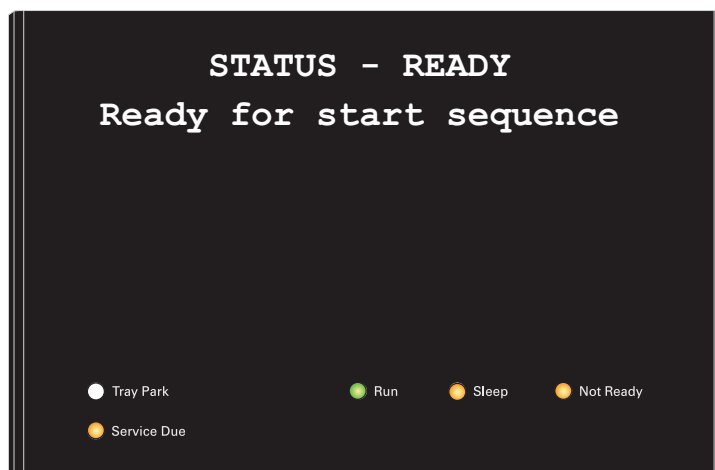 STATUS - READY
Ready for start sequence
Tray Park
Run
Sleep
Not Ready
Service Due